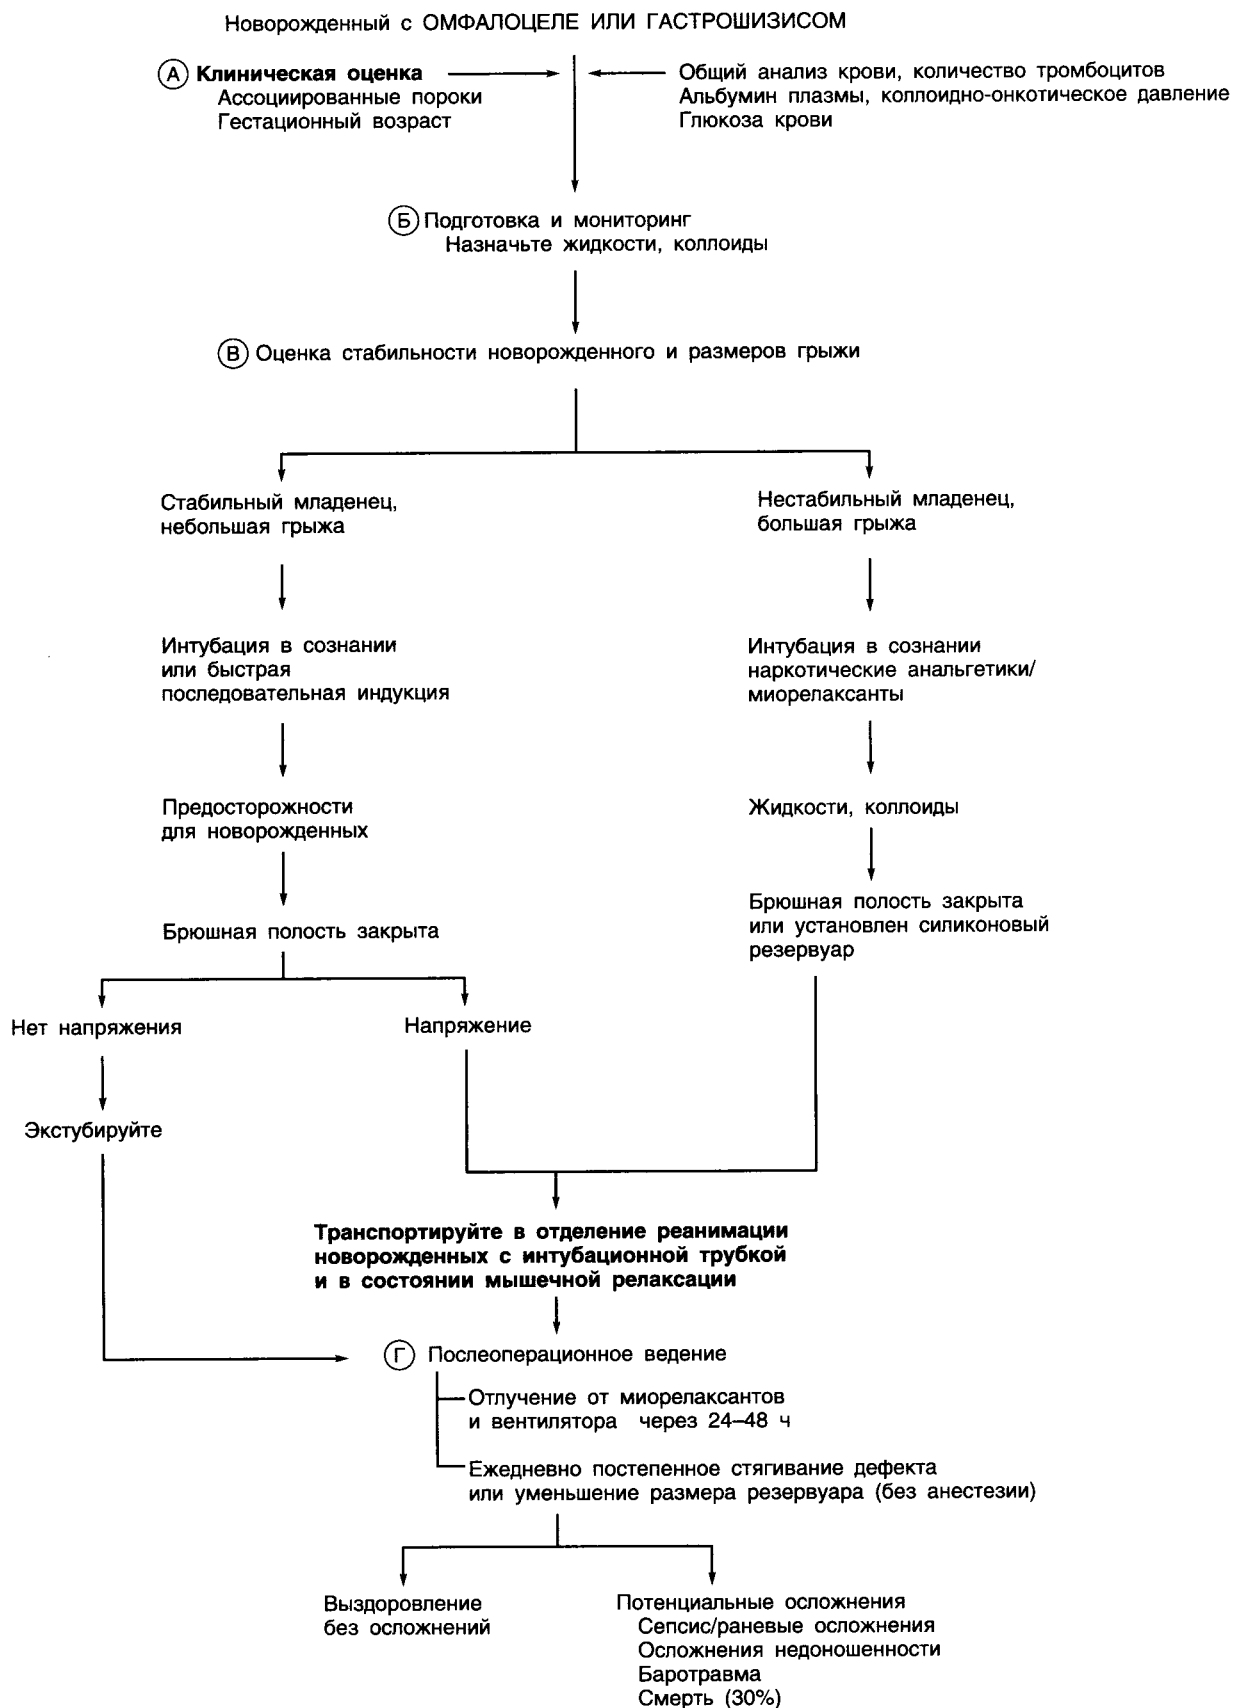 Новорожденный с ОМФАЛОЦЕЛЕ ИЛИ ГАСТРОШИЗИСОМ
А Клиническая оценка
Ассоциированные пороки
Гестационный возраст
Общий анализ крови, количество тромбоцитов
Альбумин плазмы, коллоидно-онкотическое давление
Глюкоза крови
Б Подготовка и мониторинг
Назначьте жидкости, коллоиды
В Оценка стабильности новорожденного и размеров грыжи
Стабильный младенец,
небольшая грыжа
Нестабильный младенец,
большая грыжа
Интубация в сознании
или быстрая
последовательная индукция
Интубация в сознании
наркотические анальгетики/
миорелаксанты
Предосторожности
для новорожденных
Жидкости, коллоиды
Брюшная полость закрыта
Брюшная полость закрыта
или установлен силиконовый
резервуар
Нет напряжения
Напряжение
Экстубируйте
Транспортируйте в отделение реанимации
новорожденных с интубационной трубкой
и в состоянии мышечной релаксации
Г Послеоперационное ведение
Отлучение от миорелаксантов
и вентилятора через 24–48 ч
Ежедневно постепенное стягивание дефекта
или уменьшение размера резервуара (без анестезии)
Выздоровление
без осложнений
Потенциальные осложнения
Сепсис/раневые осложнения
Осложнения недоношенности
Баротравма
Смерть (30%)